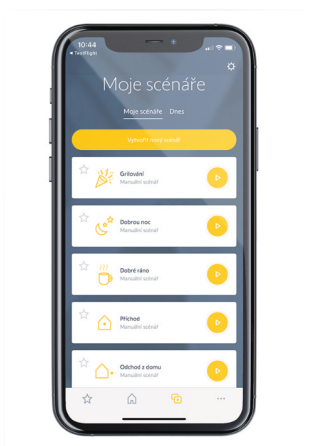 10:44
TestFlight
Moje scénáře
Moje scénáře Dnes
Vytvořit nový scénář
Grilování
Manuální scénář
Dobrou noc
Manuální scénář
Dobré ráno
Manuální scénář
Příchod
Manuální scénář
Odchod z domu
Manuální scénář